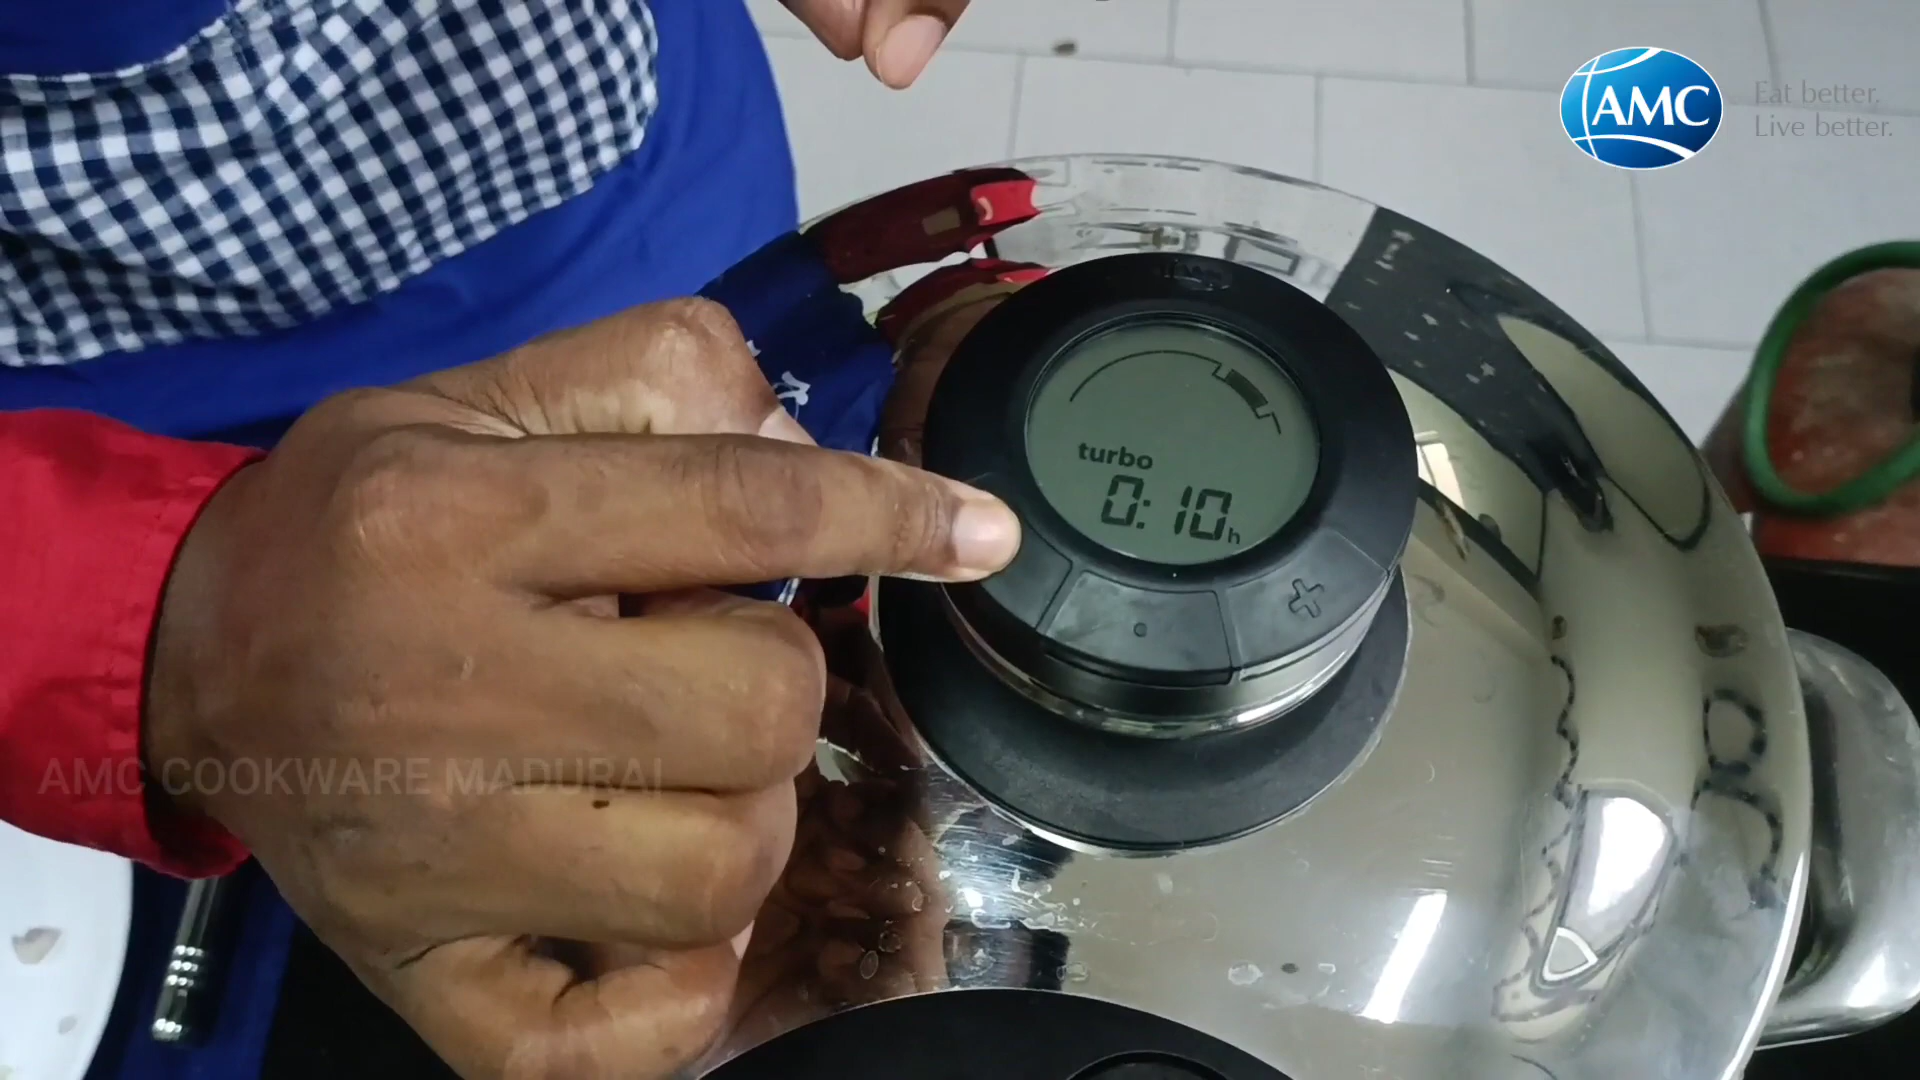 AMC
Eat better.
Live better.
turbo
0:10h
+
AMC COOKWARE MADURAI